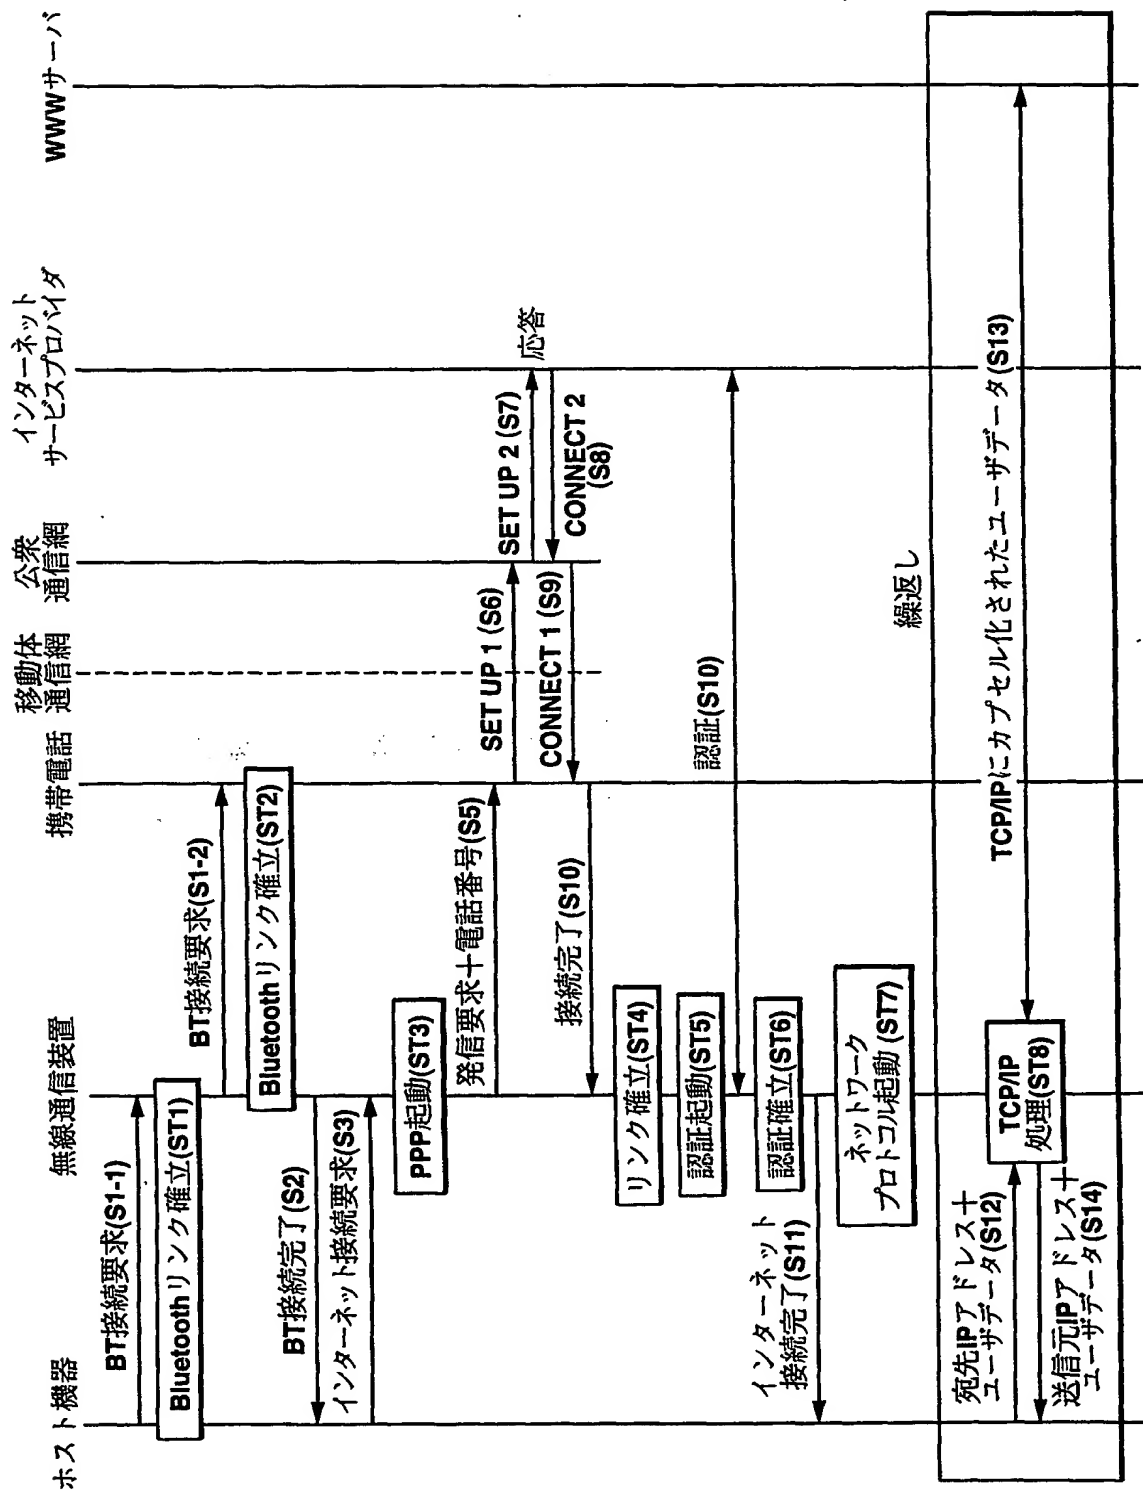 ホスト機器
無線通信装置
携帯電話
移動体
通信網
公衆
通信網
インターネット
サービスプロバイダ
WWWサーバ
BT接続要求(S1-1)
Bluetoothリンク確立(ST1)
BT接続要求(S1-2)
Bluetoothリンク確立(ST2)
BT接続完了(S2)
インターネット接続要求(S3)
PPP起動(ST3)
発信要求+電話番号(S5)
SET UP 1 (S6)
SET UP 2 (S7)
応答
CONNECT 2
(S8)
CONNECT 1 (S9)
接続完了(S10)
リンク確立(ST4)
認証起動(ST5)
認証(S10)
認証確立(ST6)
インターネット
接続完了(S11)
ネットワーク
プロトコル起動 (ST7)
繰返し
宛先IPアドレス+
ユーザデータ(S12)
TCP/IP
処理(ST8)
TCP/IPにカプセル化されたユーザデータ(S13)
送信元IPアドレス+
ユーザデータ(S14)